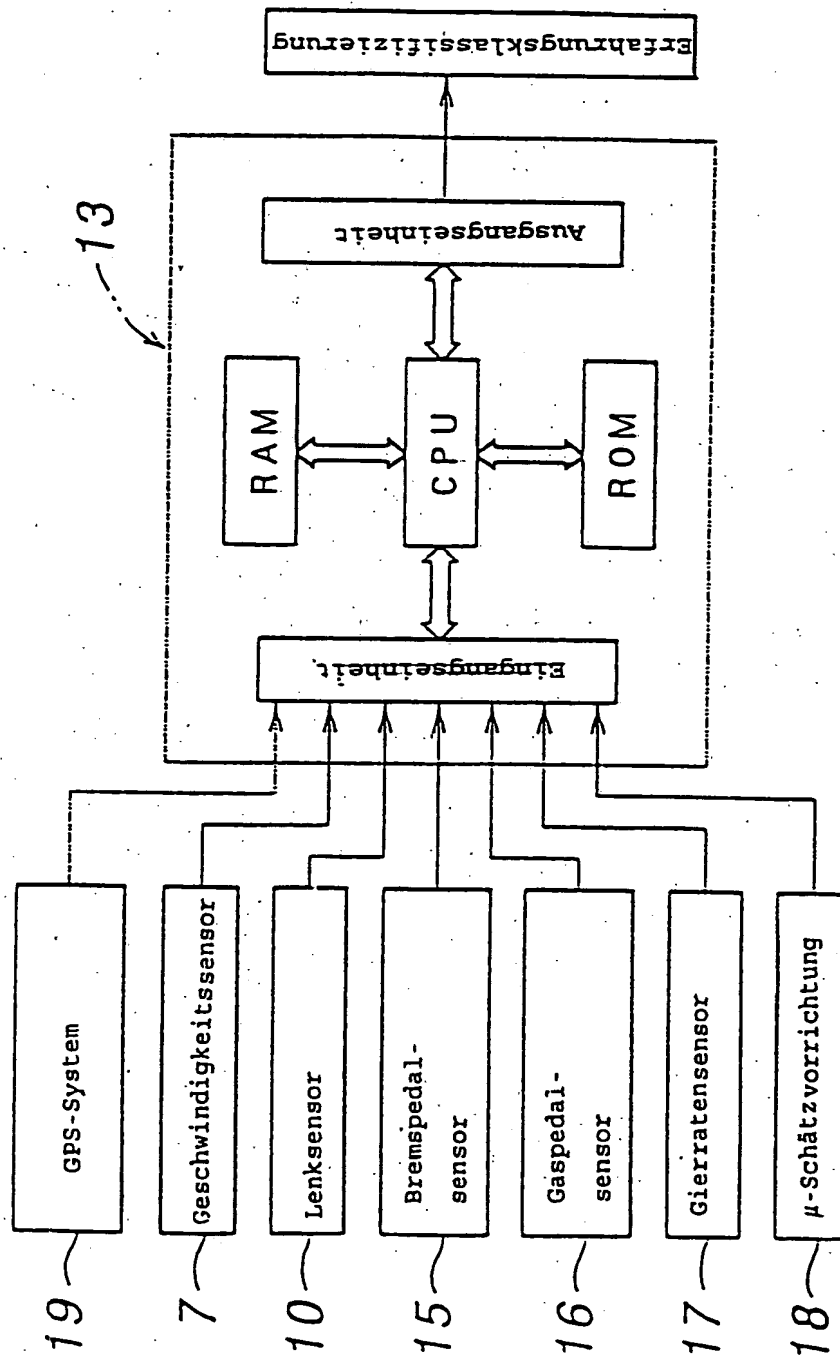 13
Erfahrungsklassifizierung
Ausgangseinheit
RAM
CPU
ROM
Eingangseinheit
19
GPS-System
7
Geschwindigkeitssensor
10
Lenksensor
15
Bremspedal-
sensor
16
Gaspedal-
sensor
17
Gierratensensor
18
µ-Schätzvorrichtung